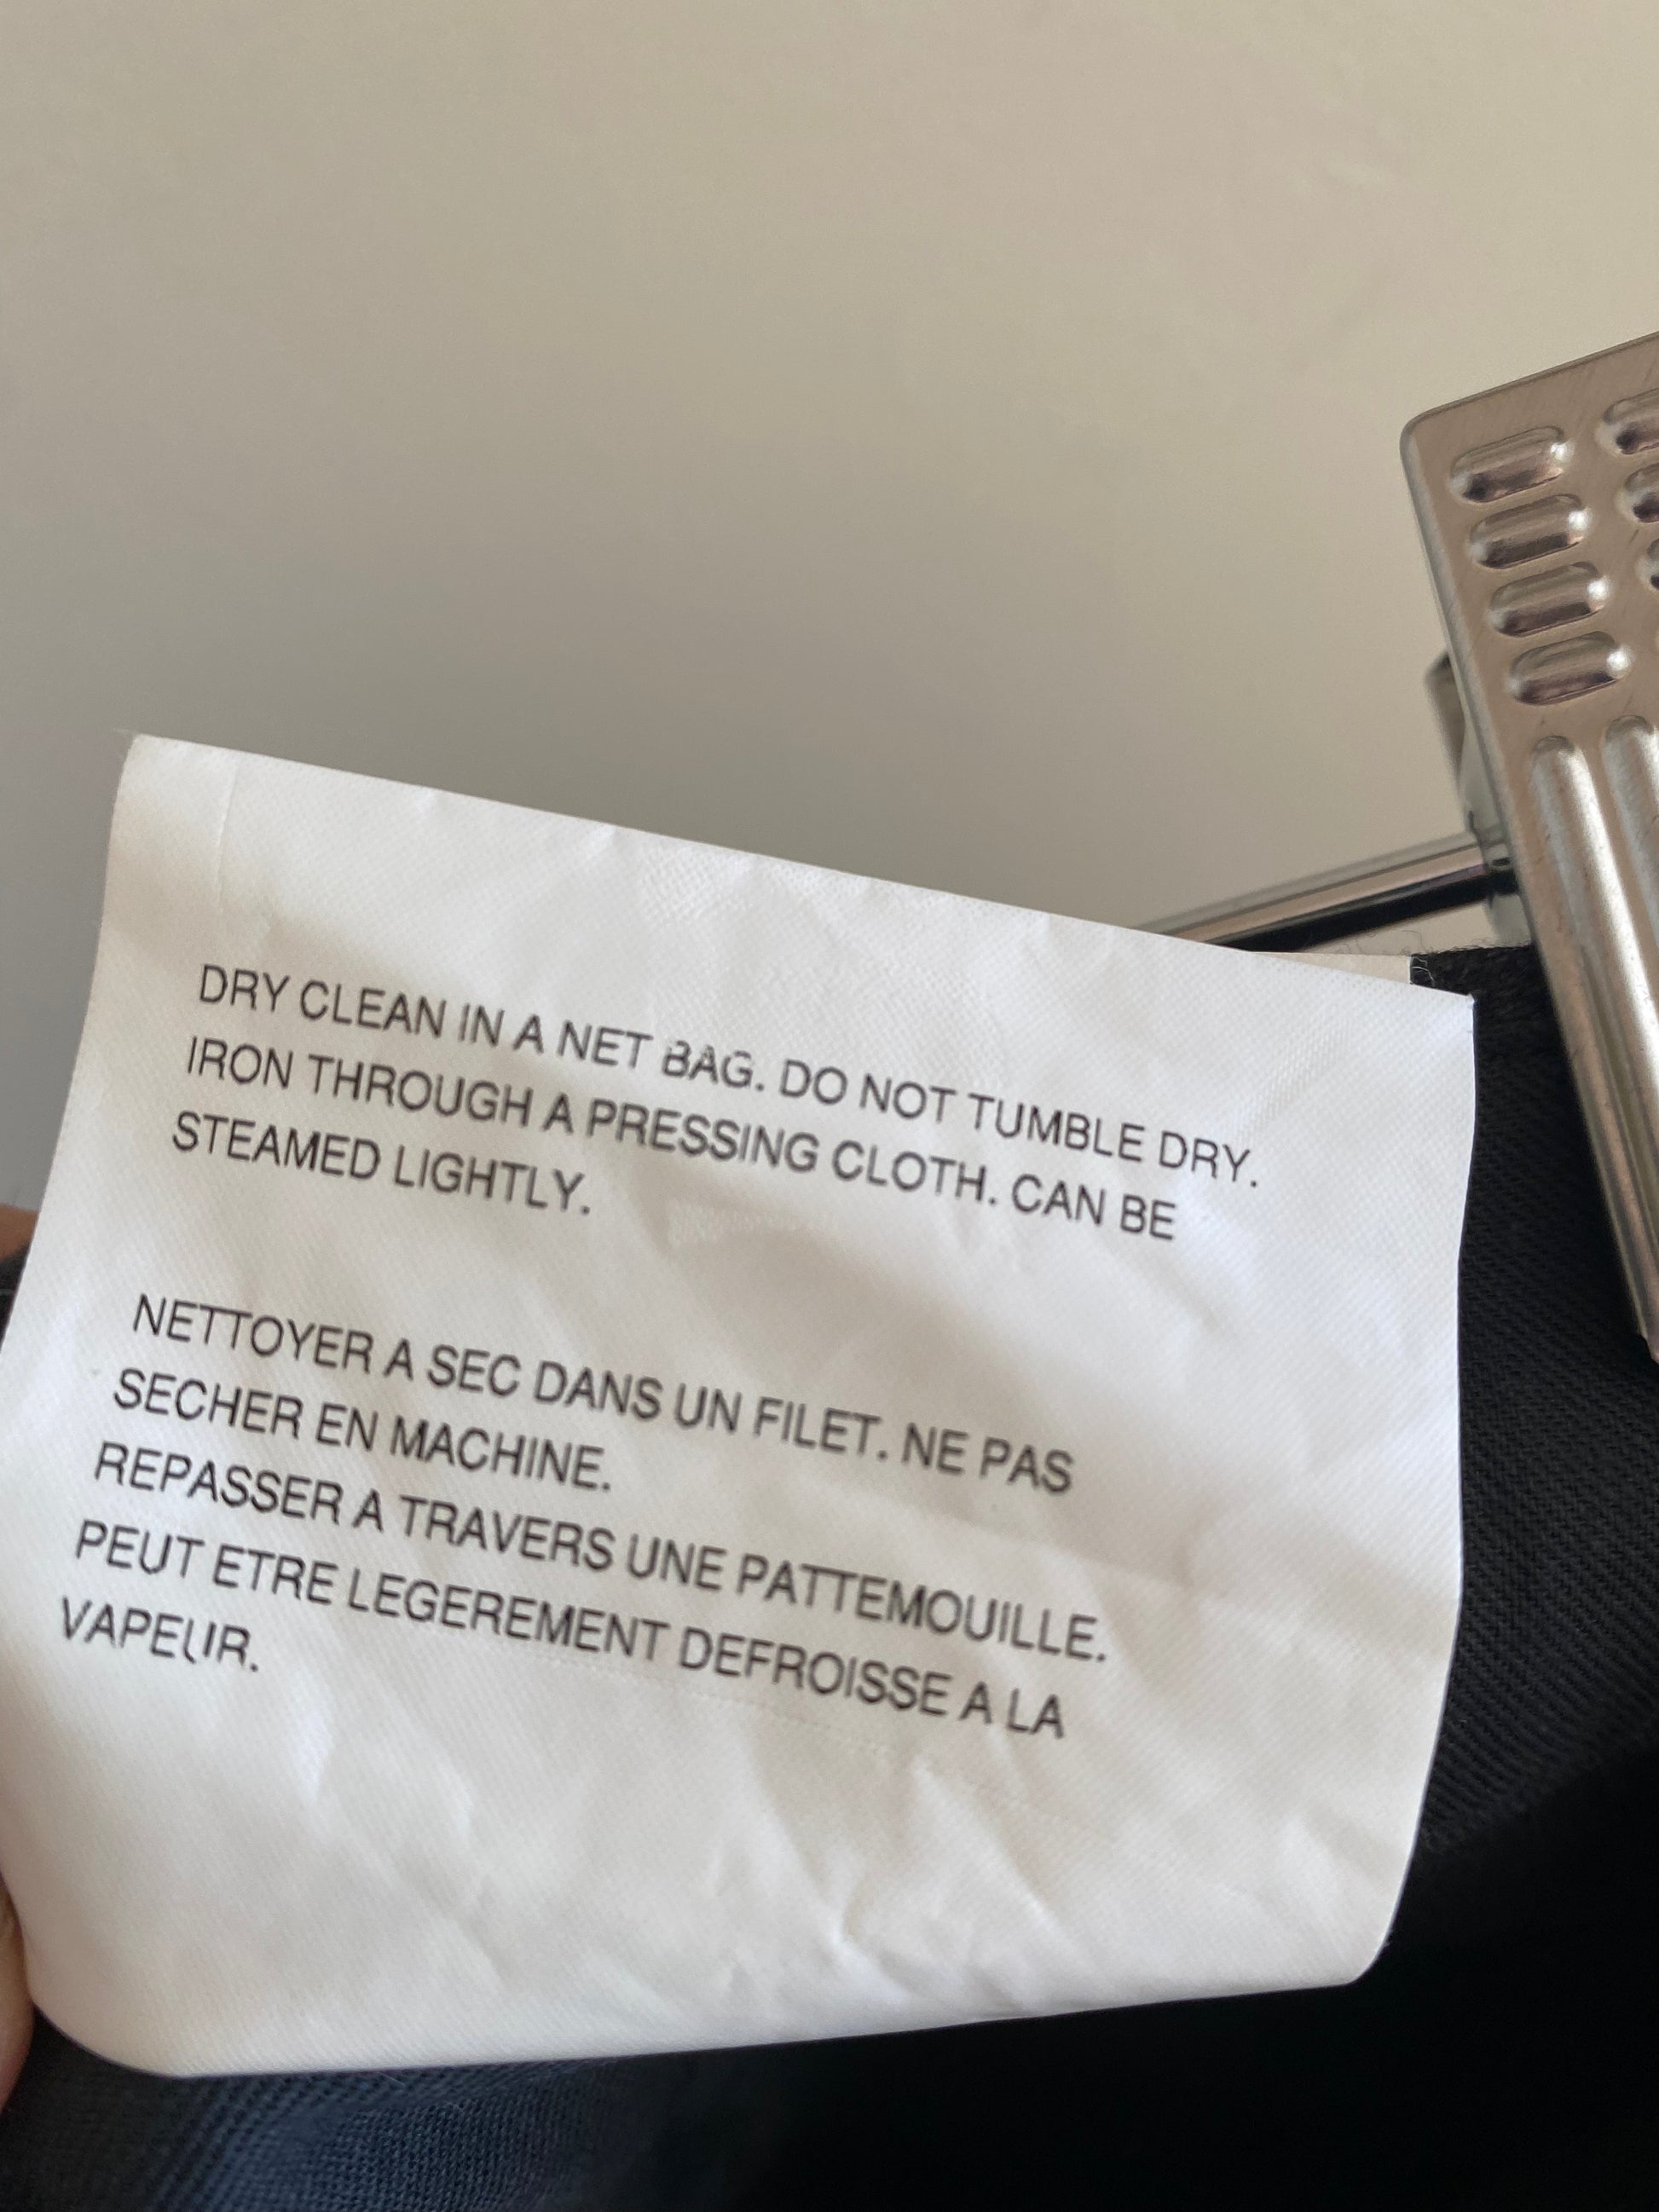 DRY CLEAN IN A NET BAG. DO NOT TUMBLE DRY.
IRON THROUGH A PRESSING CLOTH. CAN BE
STEAMED LIGHTLY.
NETTOYER A SEC DANS UN FILET. NE PAS
SECHER EN MACHINE.
REPASSER A TRAVERS UNE PATTEMOUILLE.
PEUT ETRE LEGEREMENT DEFROISSE A LA
VAPEUR.